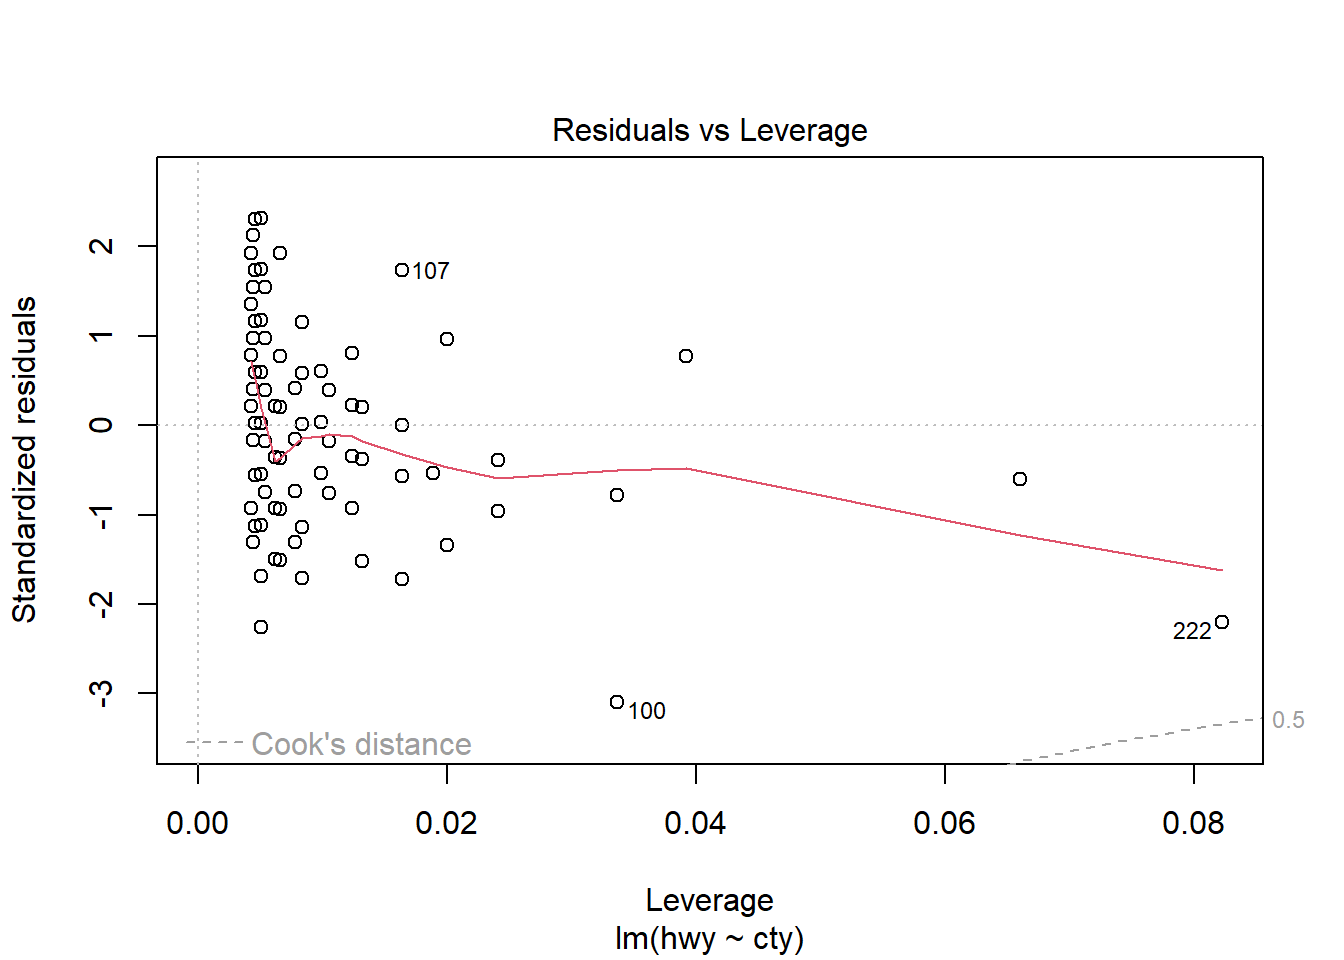 Residuals vs Leverage
Standardized residuals
2
1
0
-1
-2
-3
107
222
100
0.5
Cook's distance
0.00 0.02 0.04 0.06 0.08
Leverage
lm(hwy ~ cty)